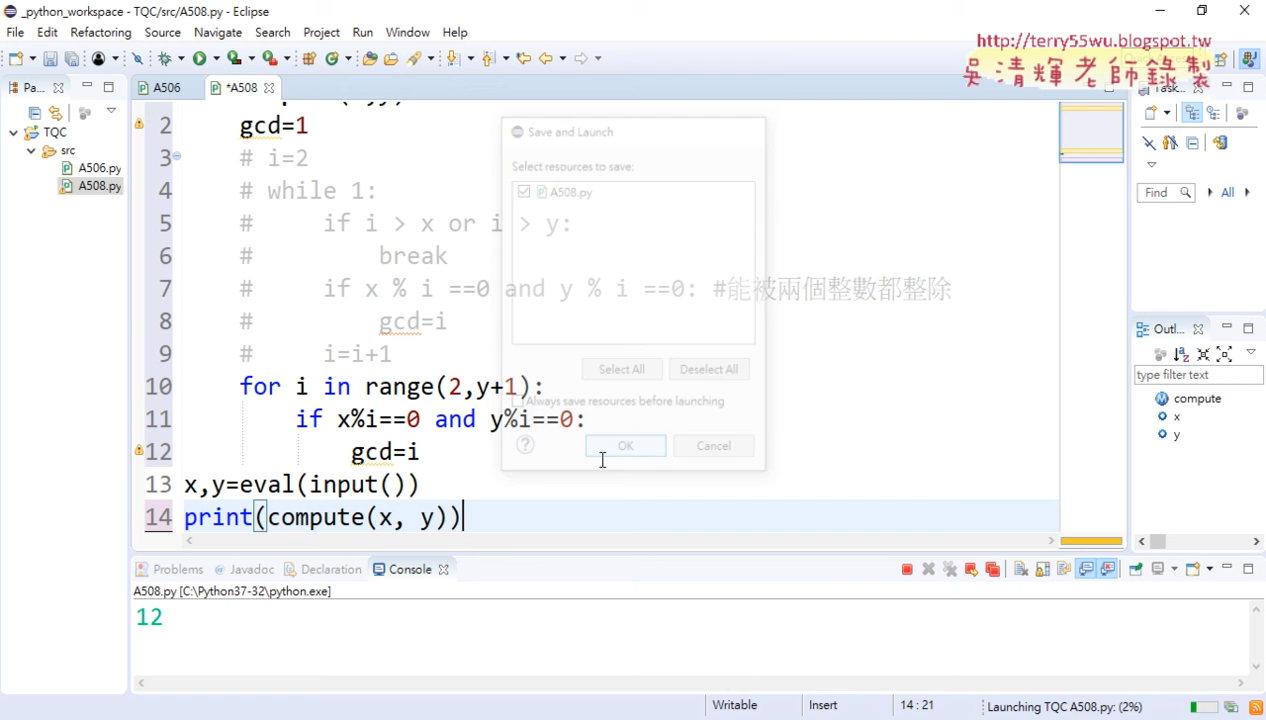 _python_workspace - TQC/src/A508.py - Eclipse
File Edit Refactoring Source Navigate Search Project Run Window Help
http://terry55wu.blogspot.tw
吳清輝老師錄製
Pa...
A506
*A508
Task...
TQC
src
A506.py
A508.py
2 gcd=1
3 # i=2
4 # while 1:
5 # if i > x or i > y:
6 # break
7 # if x % i ==0 and y % i ==0: #能被兩個整數都整除
8 # gcd=i
9 # i=i+1
10 for i in range(2,y+1):
11 if x%i==0 and y%i==0:
12 gcd=i
13 x,y=eval(input())
14 print(compute(x, y))
Save and Launch
Select resources to save:
A508.py
Select All Deselect All
Always save resources before launching
OK Cancel
Find All
Outl...
type filter text
compute
x
y
Problems Javadoc Declaration Console
A508.py [C:\Python37-32\python.exe]
12
Writable Insert 14 : 21 Launching TQC A508.py: (2%)